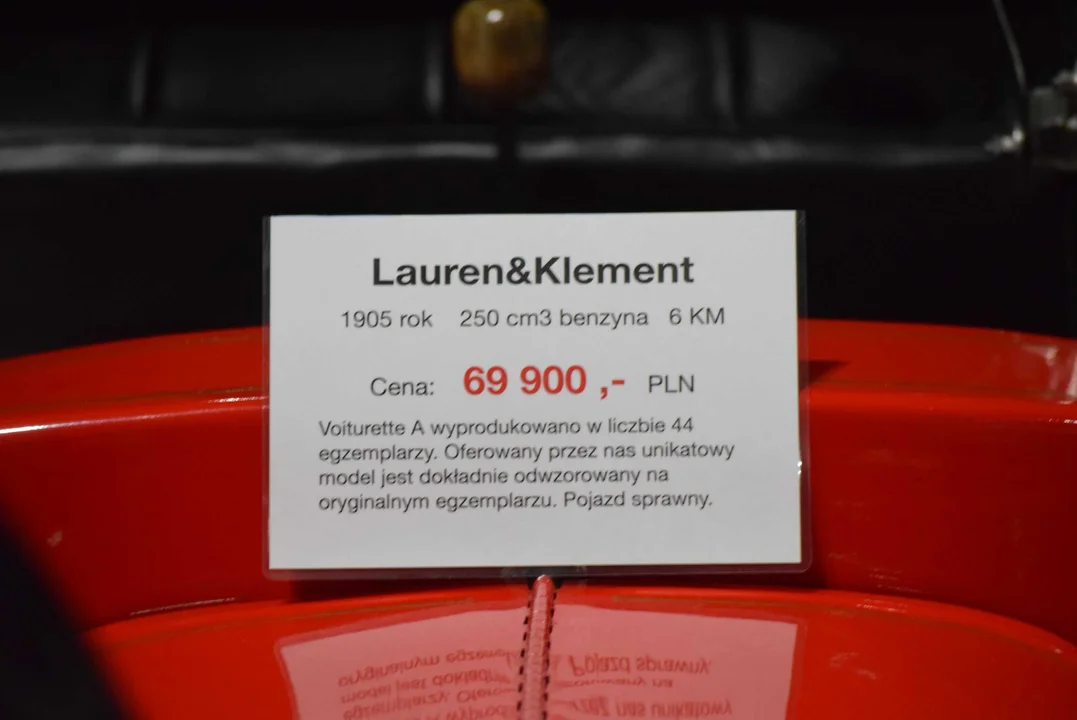 Lauren&Klement
1905 rok 250 cm3 benzyna 6 KM
Cena: 69 900 ,- PLN
Voiturette A wyprodukowano w liczbie 44
egzemplarzy. Oferowany przez nas unikatowy
model jest dokładnie odwzorowany na
oryginalnym egzemplarzu. Pojazd sprawny.